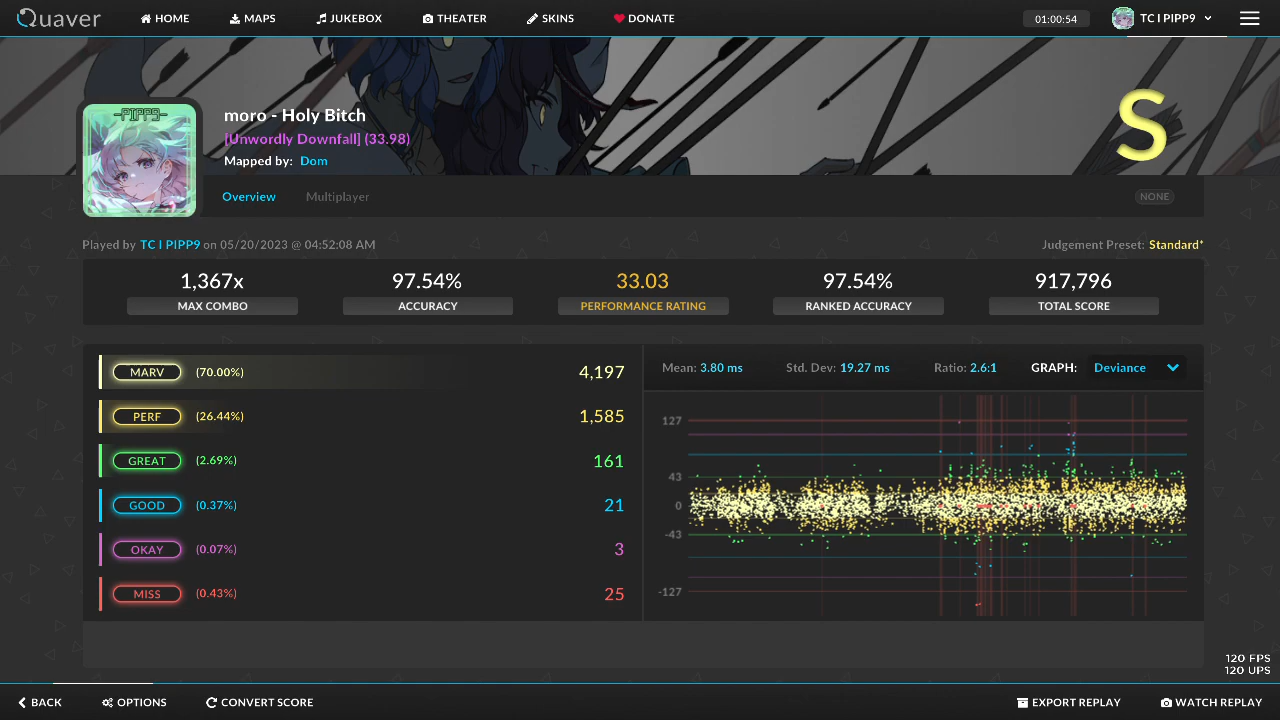 Quaver HOME MAPS JUKEBOX THEATER SKINS DONATE 01:00:54 TC I PIPP9
-PIPP9-
S
moro - Holy Bitch
[Unwordly Downfall] (33.98)
Mapped by: Dom
Overview Multiplayer NONE
Played by TC I PIPP9 on 05/20/2023 @ 04:52:08 AM Judgement Preset: Standard*
1,367x 97.54% 33.03 97.54% 917,796
MAX COMBO ACCURACY PERFORMANCE RATING RANKED ACCURACY TOTAL SCORE
Mean: 3.80 ms Std. Dev: 19.27 ms Ratio: 2.6:1 GRAPH: Deviance
MARV (70.00%) 4,197
PERF (26.44%) 1,585
GREAT (2.69%) 161
GOOD (0.37%) 21
OKAY (0.07%) 3
MISS (0.43%) 25
127
43
0
-43
-127
120 FPS
120 UPS
BACK OPTIONS CONVERT SCORE EXPORT REPLAY WATCH REPLAY